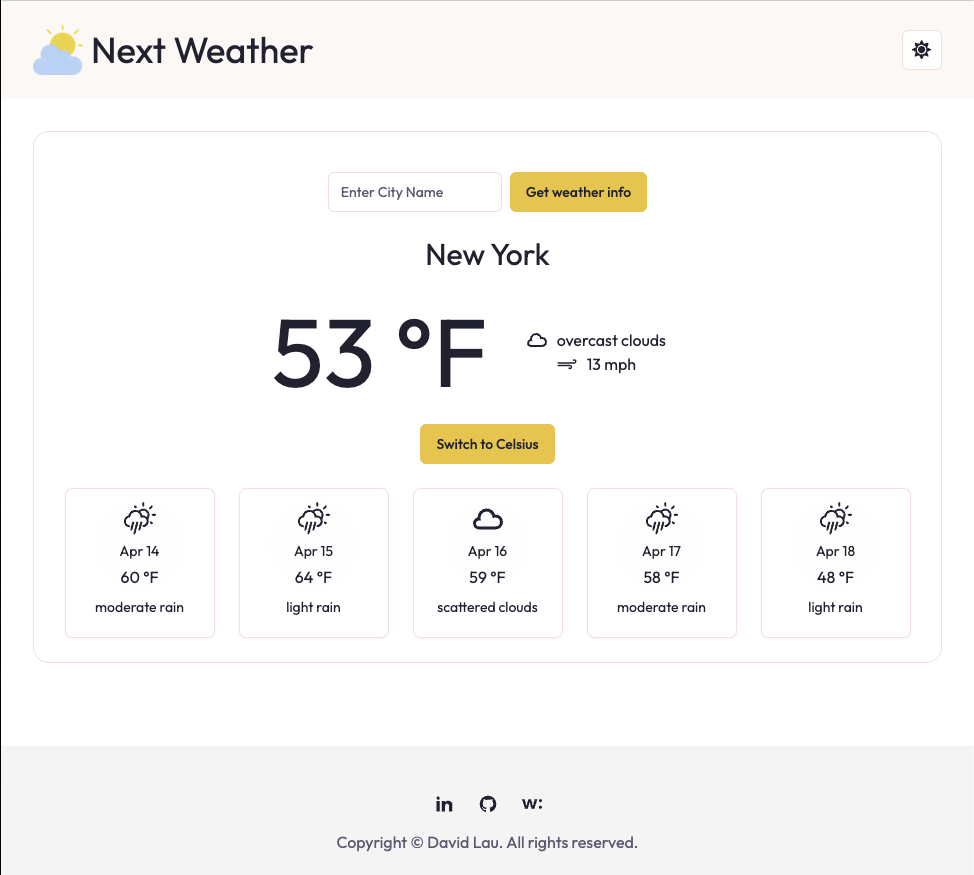 Next Weather
Enter City Name
Get weather info
New York
53 °F
overcast clouds
13 mph
Switch to Celsius
Apr 14
60 °F
moderate rain
Apr 15
64 °F
light rain
Apr 16
59 °F
scattered clouds
Apr 17
58 °F
moderate rain
Apr 18
48 °F
light rain
in
w:
Copyright © David Lau. All rights reserved.